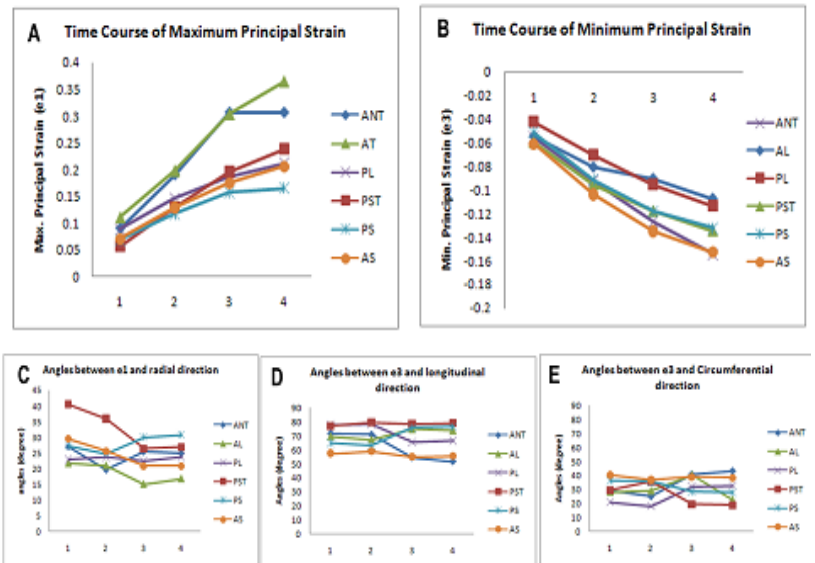 A
Time Course of Maximum Principal Strain
Max. Principal Strain (e1)
0.4
0.35
0.3
0.25
0.2
0.15
0.1
0.05
0
1 2 3 4
ANT
AT
PL
PST
PS
AS
B
Time Course of Minimum Principal Strain
Min. Principal Strain (e3)
0
-0.02
-0.04
-0.06
-0.08
-0.1
-0.12
-0.14
-0.16
-0.18
-0.2
1 2 3 4
ANT
AL
PL
PST
PS
AS
C
Angles between e1 and radial direction
angles (degree)
45
40
35
30
25
20
15
10
5
0
1 2 3 4
ANT
AL
PL
PST
PS
AS
D
Angles between e3 and longitudinal
direction
Angles (degree)
90
80
70
60
50
40
30
20
10
0
1 2 3 4
ANT
AL
PL
PST
PS
AS
E
Angles between e3 and Circumferential
direction
Angles (degree)
90
80
70
60
50
40
30
20
10
0
1 2 3 4
ANT
AL
PL
PST
PS
AS